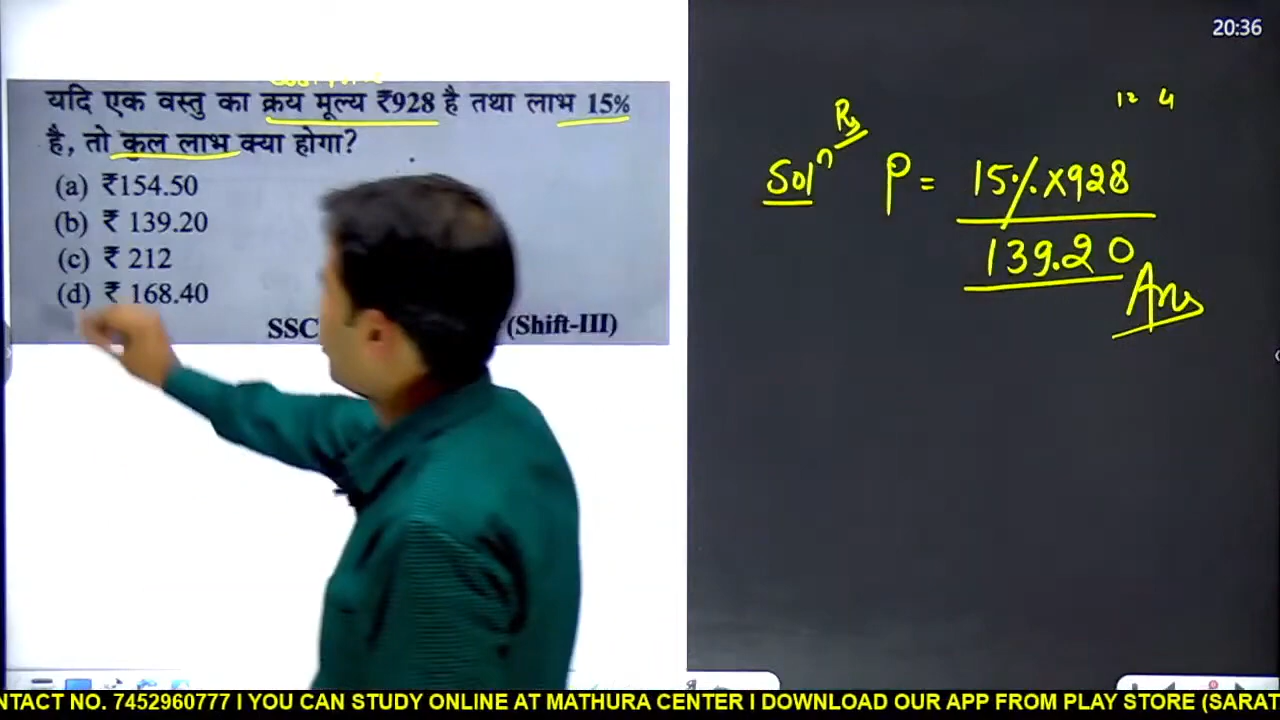 20:36
यदि एक वस्तु का क्रय मूल्य ₹928 है तथा लाभ 15%
है, तो कुल लाभ क्या होगा?
(a) ₹154.50
(b) ₹ 139.20
(c) ₹ 212
(d) ₹ 168.40
SSC (Shift-III)
12 4
Rs
Solⁿ P = 15%×928
139.20
Ans
NTACT NO. 7452960777 I YOU CAN STUDY ONLINE AT MATHURA CENTER I DOWNLOAD OUR APP FROM PLAY STORE (SARAT